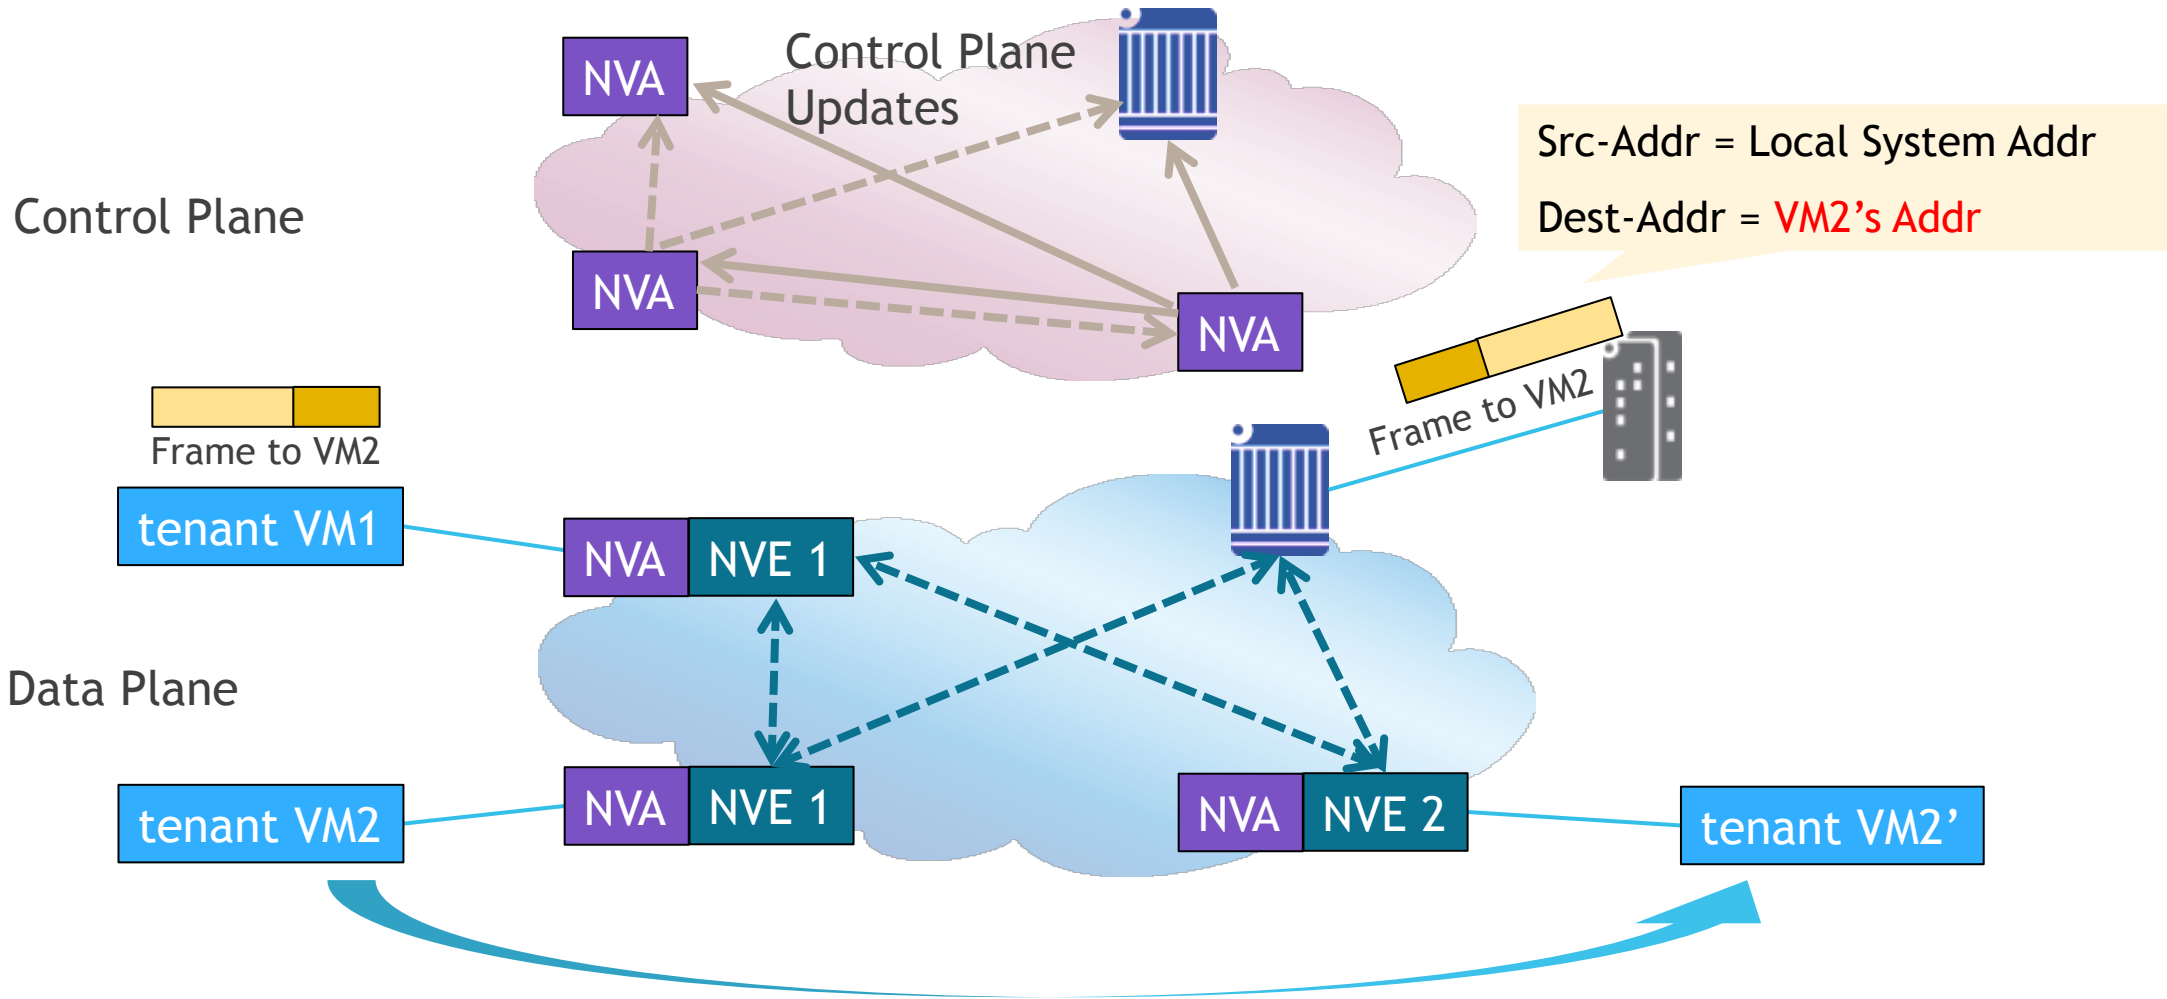 NVA
Control Plane
Updates
Src-Addr = Local System Addr
Dest-Addr = VM2’s Addr
Control Plane
NVA
NVA
Frame to VM2
Frame to VM2
tenant VM1
NVA
NVE 1
Data Plane
tenant VM2
NVA
NVE 1
NVA
NVE 2
tenant VM2’